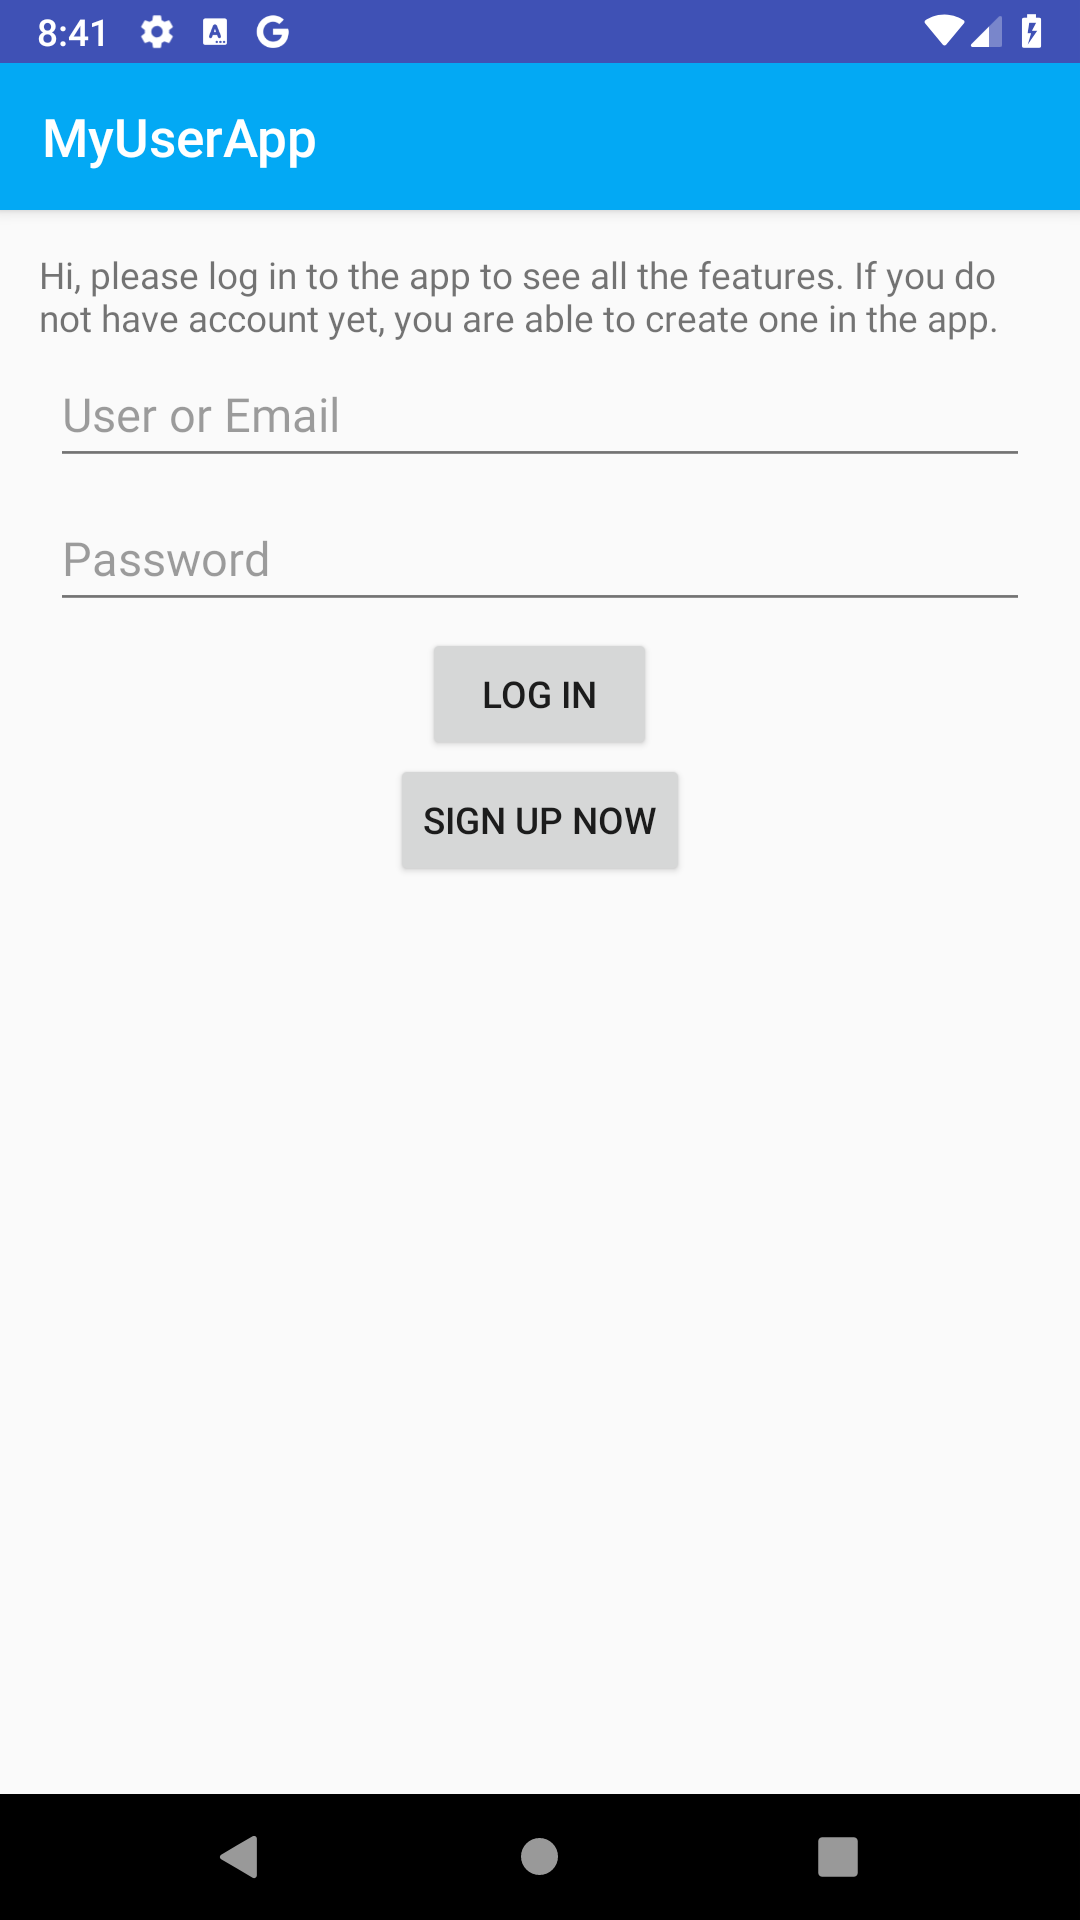 8:41
MyUserApp
Hi, please log in to the app to see all the features. If you do
not have account yet, you are able to create one in the app.
User or Email
Password
LOG IN
SIGN UP NOW